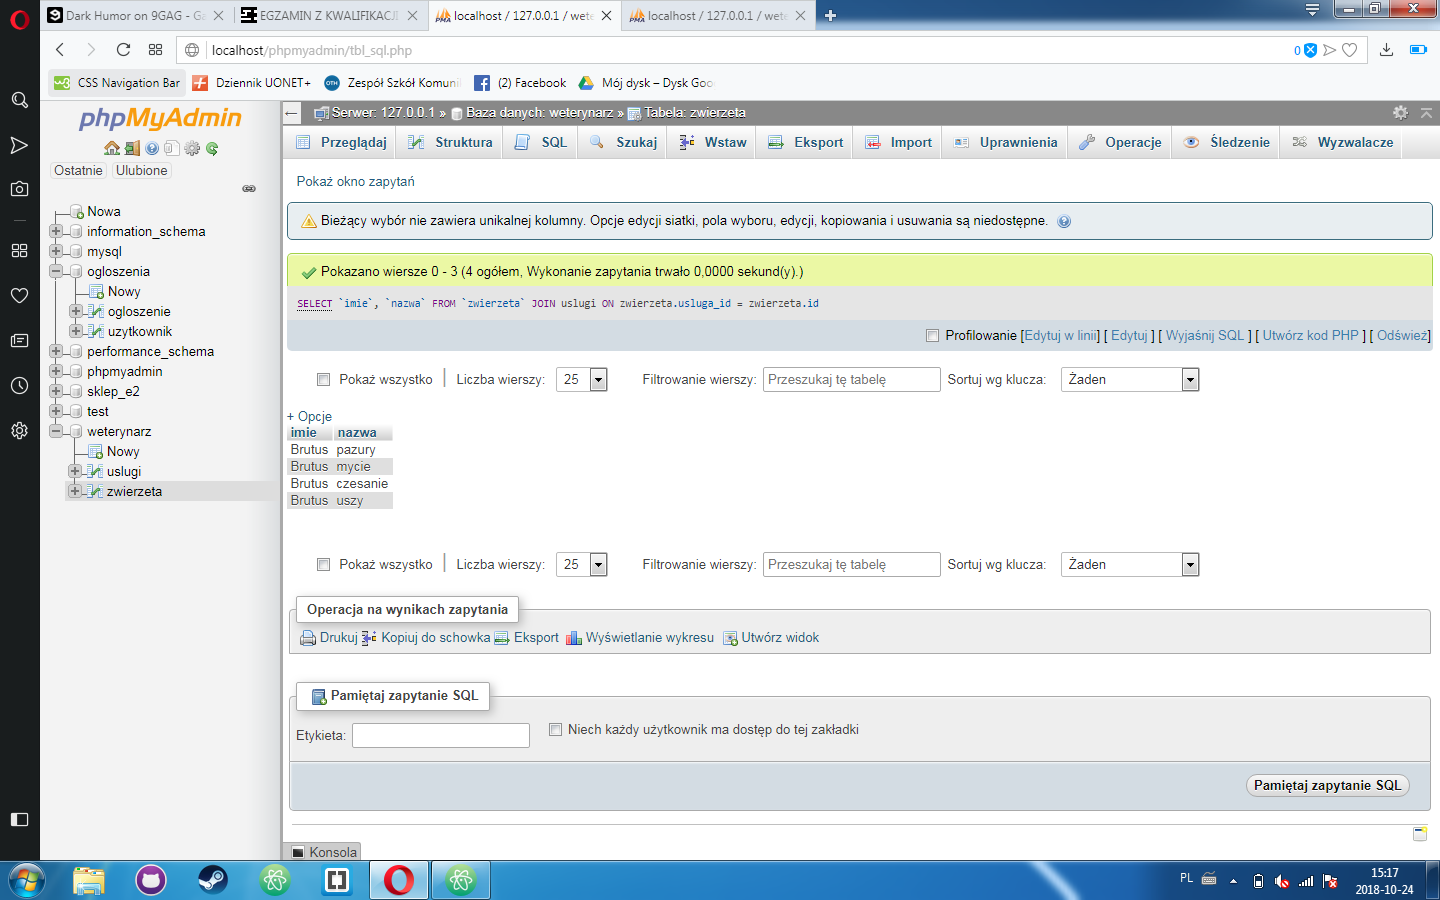 Dark Humor on 9GAG - Ga
EGZAMIN Z KWALIFIKACJI
localhost / 127.0.0.1 / wete
localhost / 127.0.0.1 / wete
localhost/phpmyadmin/tbl_sql.php
0
CSS Navigation Bar
Dziennik UONET+
Zespół Szkół Komuni
(2) Facebook
Mój dysk – Dysk Goo
phpMyAdmin
Ostatnie Ulubione
Nowa
information_schema
mysql
ogloszenia
Nowy
ogloszenie
uzytkownik
performance_schema
phpmyadmin
sklep_e2
test
weterynarz
Nowy
uslugi
zwierzeta
Serwer: 127.0.0.1 » Baza danych: weterynarz » Tabela: zwierzeta
Przeglądaj Struktura SQL Szukaj Wstaw Eksport Import Uprawnienia Operacje Śledzenie Wyzwalacze
Pokaż okno zapytań
Bieżący wybór nie zawiera unikalnej kolumny. Opcje edycji siatki, pola wyboru, edycji, kopiowania i usuwania są niedostępne.
Pokazano wiersze 0 - 3 (4 ogółem, Wykonanie zapytania trwało 0,0000 sekund(y).)
SELECT `imie`, `nazwa` FROM `zwierzeta` JOIN uslugi ON zwierzeta.usluga_id = zwierzeta.id
Profilowanie [Edytuj w linii] [ Edytuj ] [ Wyjaśnij SQL ] [ Utwórz kod PHP ] [ Odśwież]
Pokaż wszystko | Liczba wierszy: 25 Filtrowanie wierszy: Przeszukaj tę tabelę Sortuj wg klucza: Żaden
+ Opcje
imie nazwa
Brutus pazury
Brutus mycie
Brutus czesanie
Brutus uszy
Pokaż wszystko | Liczba wierszy: 25 Filtrowanie wierszy: Przeszukaj tę tabelę Sortuj wg klucza: Żaden
Operacja na wynikach zapytania
Drukuj Kopiuj do schowka Eksport Wyświetlanie wykresu Utwórz widok
Pamiętaj zapytanie SQL
Etykieta: Niech każdy użytkownik ma dostęp do tej zakładki
Pamiętaj zapytanie SQL
Konsola
PL
15:17
2018-10-24